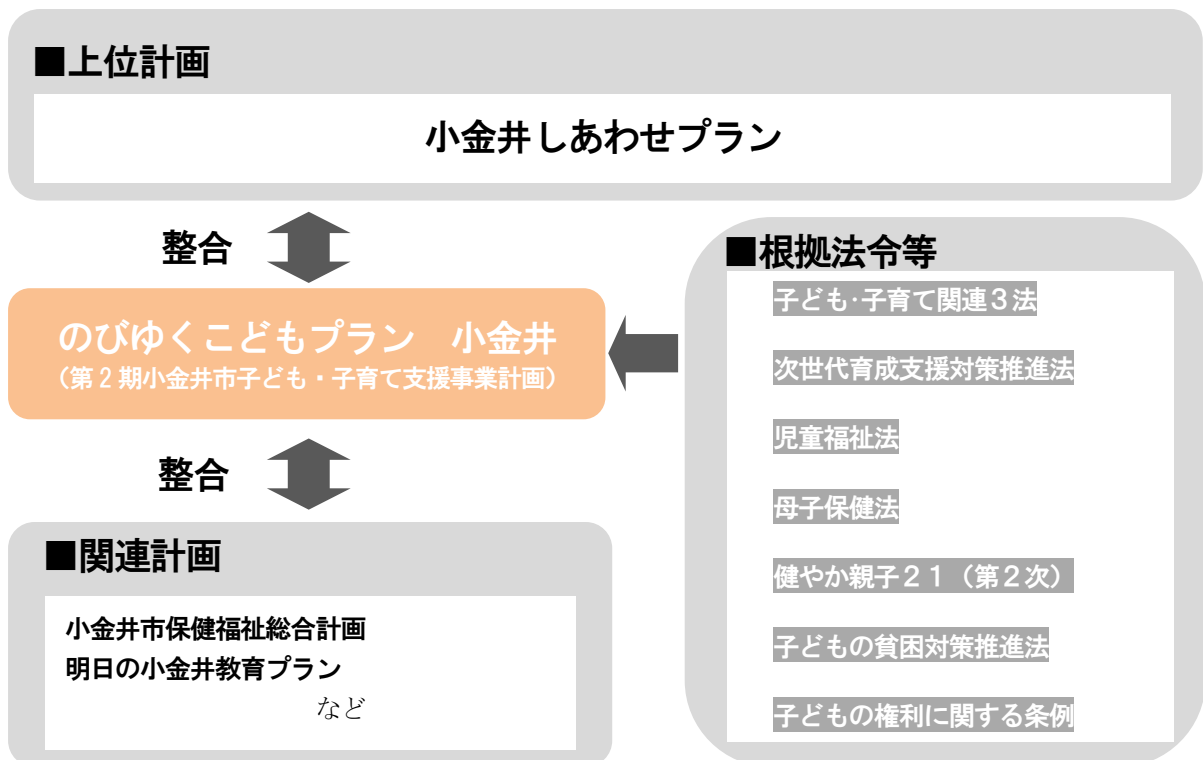 ■上位計画
小金井しあわせプラン
整合
のびゆくこどもプラン　小金井
（第２期小金井市子ども・子育て支援事業計画）
整合
■関連計画
小金井市保健福祉総合計画
明日の小金井教育プラン
など
■根拠法令等
子ども･子育て関連３法
次世代育成支援対策推進法
児童福祉法
母子保健法
健やか親子２１（第２次）
子どもの貧困対策推進法
子どもの権利に関する条例